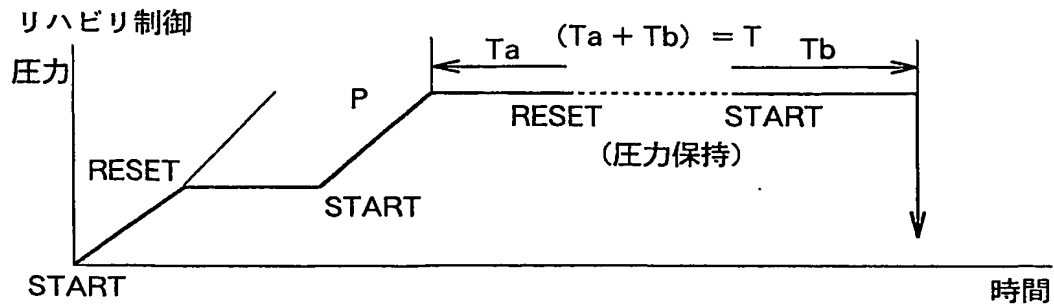 リハビリ制御
圧力
Ta (Ta + Tb) = T Tb
P
RESET START
(圧力保持)
RESET
START
START
時間